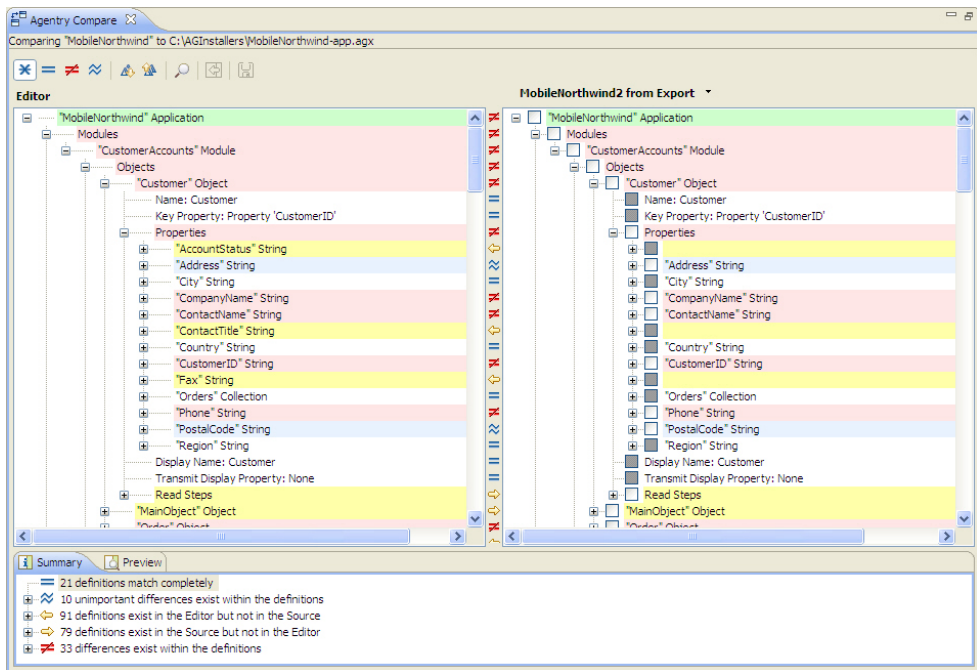 Agentry Compare
Comparing "MobileNorthwind" to C:\AGInstallers\MobileNorthwind-app.agx
Editor
"MobileNorthwind" Application
Modules
"CustomerAccounts" Module
Objects
"Customer" Object
Name: Customer
Key Property: Property 'CustomerID'
Properties
"AccountStatus" String
"Address" String
"City" String
"CompanyName" String
"ContactName" String
"ContactTitle" String
"Country" String
"CustomerID" String
"Fax" String
"Orders" Collection
"Phone" String
"PostalCode" String
"Region" String
Display Name: Customer
Transmit Display Property: None
Read Steps
"MainObject" Object
"Order" Object
MobileNorthwind2 from Export
"MobileNorthwind" Application
Modules
"CustomerAccounts" Module
Objects
"Customer" Object
Name: Customer
Key Property: Property 'CustomerID'
Properties
"Address" String
"City" String
"CompanyName" String
"ContactName" String
"Country" String
"CustomerID" String
"Orders" Collection
"Phone" String
"PostalCode" String
"Region" String
Display Name: Customer
Transmit Display Property: None
Read Steps
"MainObject" Object
"Order" Object
Summary
Preview
21 definitions match completely
10 unimportant differences exist within the definitions
91 definitions exist in the Editor but not in the Source
79 definitions exist in the Source but not in the Editor
33 differences exist within the definitions